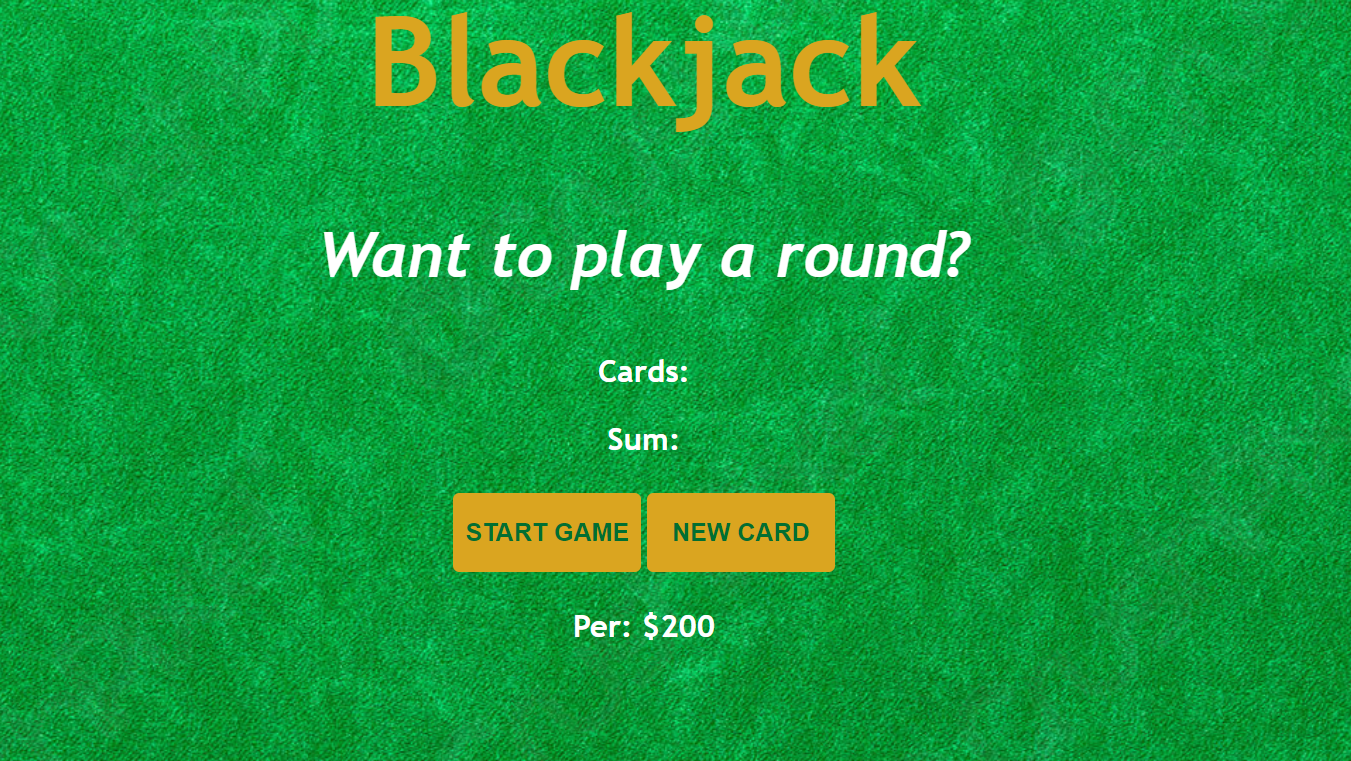 Blackjack
Want to play a round?
Cards:
Sum:
START GAME NEW CARD
Per: $200